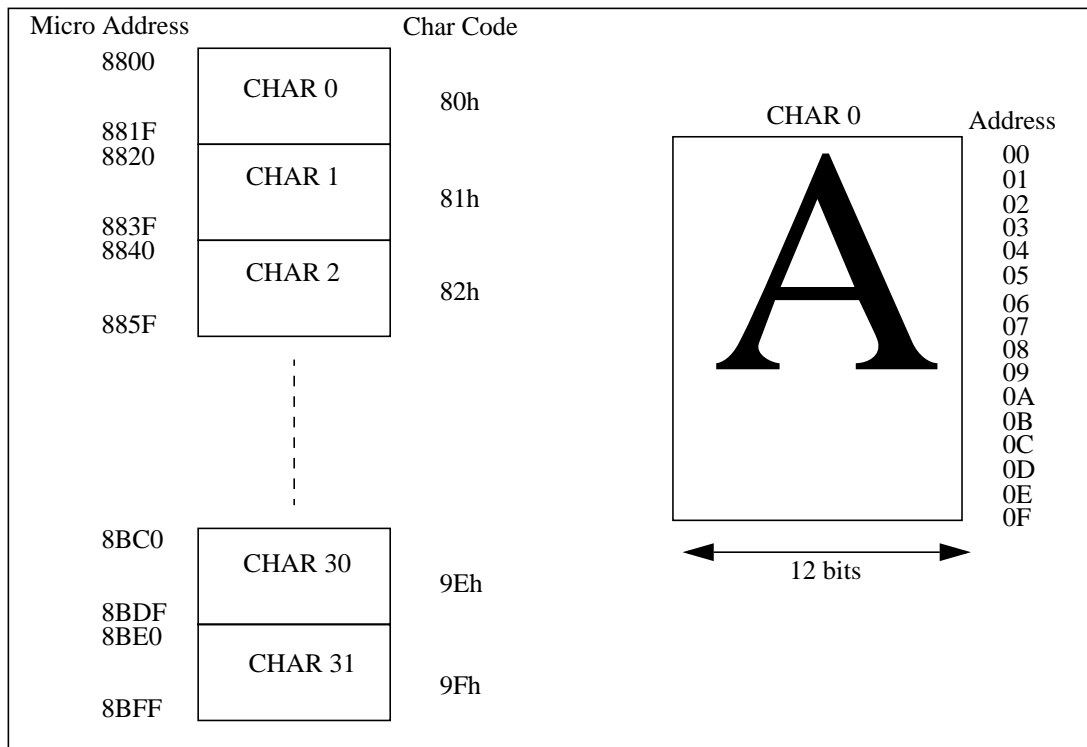 Micro Address
Char Code
8800
CHAR 0
80h
881F
8820
CHAR 1
81h
883F
8840
CHAR 2
82h
885F
8BC0
CHAR 30
9Eh
8BDF
8BE0
CHAR 31
9Fh
8BFF
CHAR 0
Address
A
00
01
02
03
04
05
06
07
08
09
0A
0B
0C
0D
0E
0F
12 bits